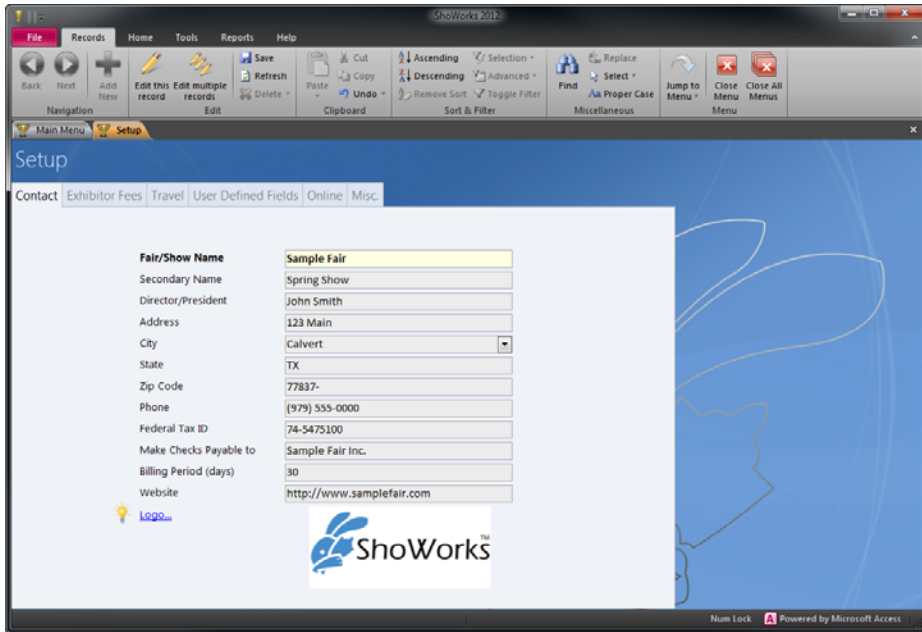 ShoWorks 2012
File Records Home Tools Reports Help
Back Next Add New Edit this record Edit multiple records Save Refresh Delete Paste Cut Copy Undo Ascending Descending Remove Sort Selection Advanced Toggle Filter Find Replace Select Aa Proper Case Jump to Menu Close Menu Close All Menus
Navigation Edit Clipboard Sort & Filter Miscellaneous Menu
Main Menu Setup
Setup
Contact Exhibitor Fees Travel User Defined Fields Online Misc.
Fair/Show Name Sample Fair
Secondary Name Spring Show
Director/President John Smith
Address 123 Main
City Calvert
State TX
Zip Code 77837-
Phone (979) 555-0000
Federal Tax ID 74-5475100
Make Checks Payable to Sample Fair Inc.
Billing Period (days) 30
Website http://www.samplefair.com
Logo...
ShoWorks™
Num Lock A Powered by Microsoft Access